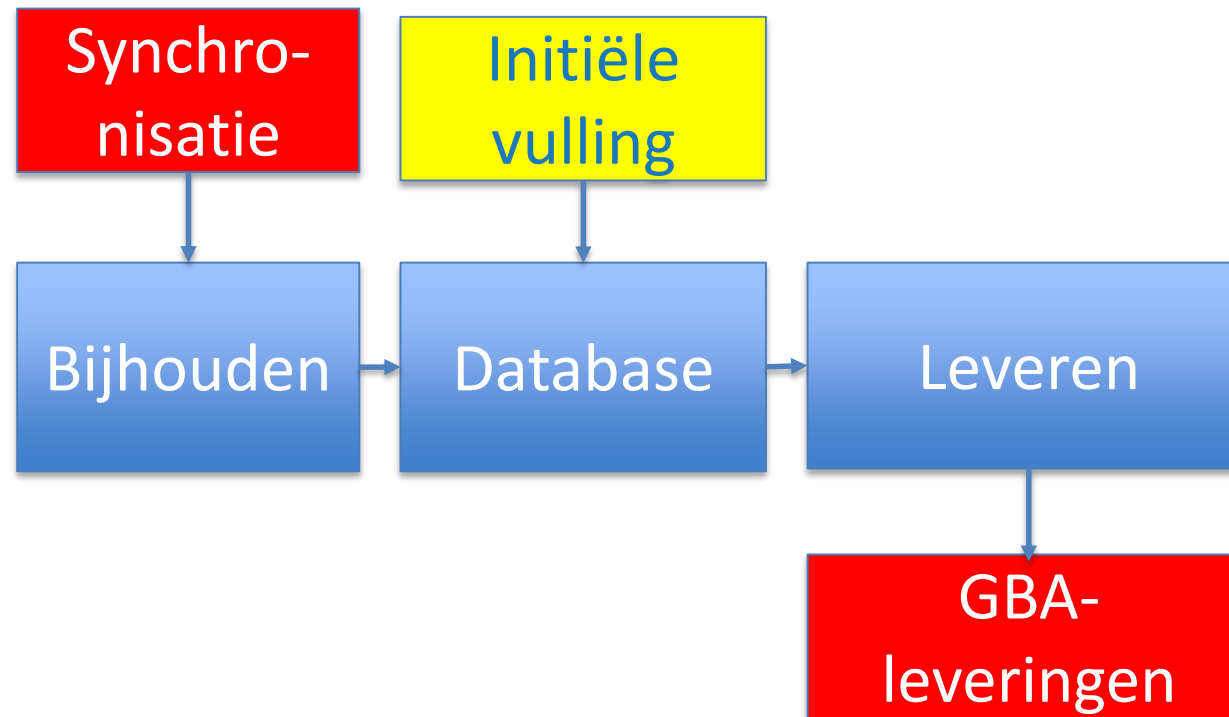 Synchro-
nisatie
Initiële
vulling
Bijhouden
Database
Leveren
GBA-
leveringen